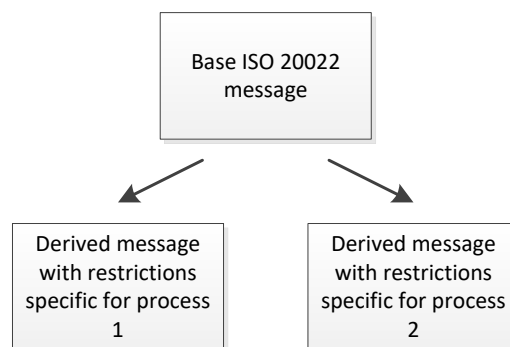 Base ISO 20022
message
Derived message
with restrictions
specific for process
1
Derived message
with restrictions
specific for process
2